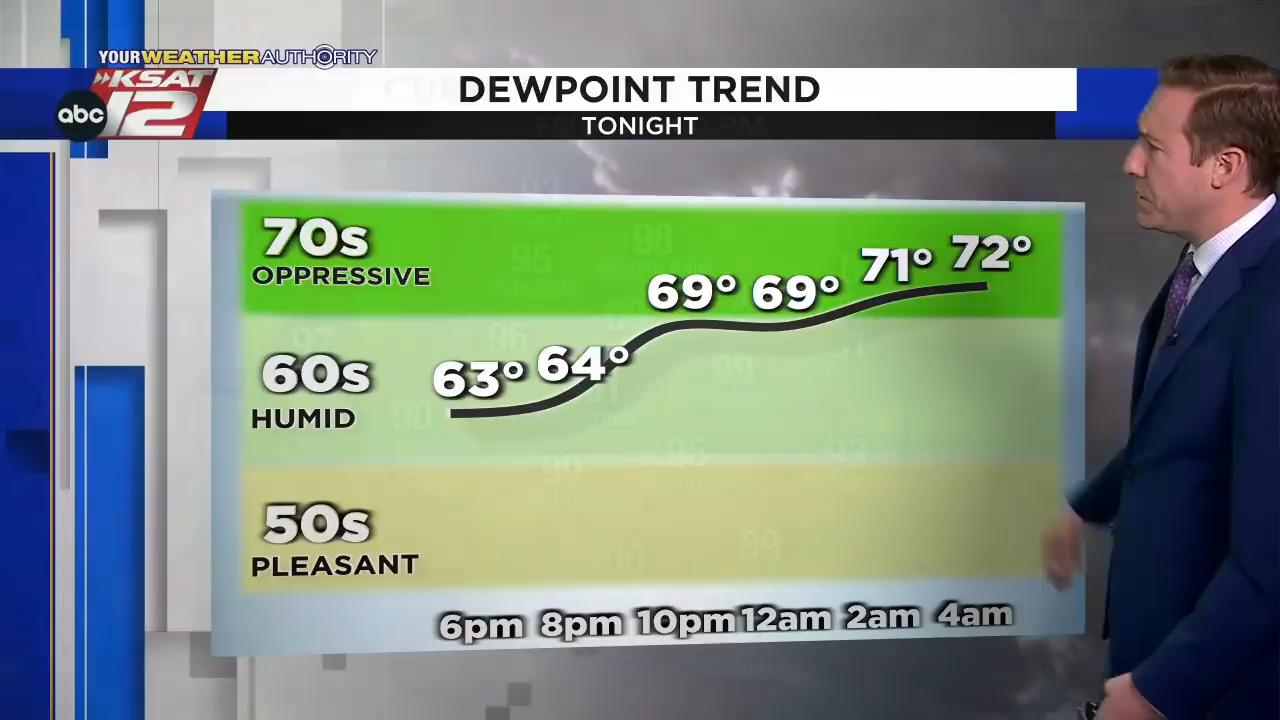 YOUR WEATHER AUTHORITY
KSAT
abc 12
DEWPOINT TREND
TONIGHT
70s
OPPRESSIVE
60s
HUMID
50s
PLEASANT
63° 64° 69° 69° 71° 72°
6pm 8pm 10pm 12am 2am 4am